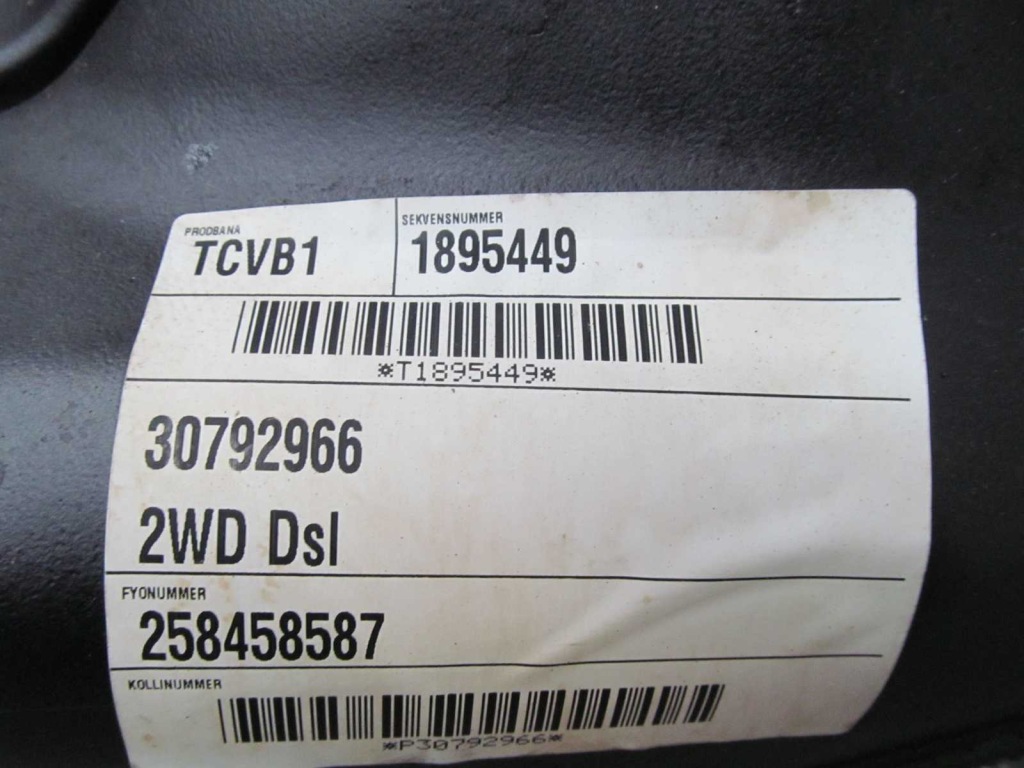 PRODBANA SEKVENSNUMMER
TCVB1 1895449
*T1895449*
30792966
2WD Dsl
FYONUMMER
258458587
KOLLINUMMER
*P30792966*